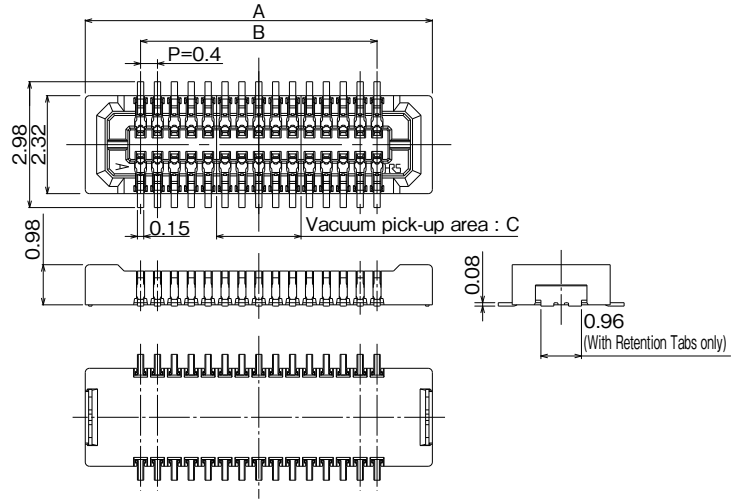 A
B
P=0.4
2.98
2.32
A
HRS
0.15
Vacuum pick-up area : C
0.98
0.08
0.96
(With Retention Tabs only)